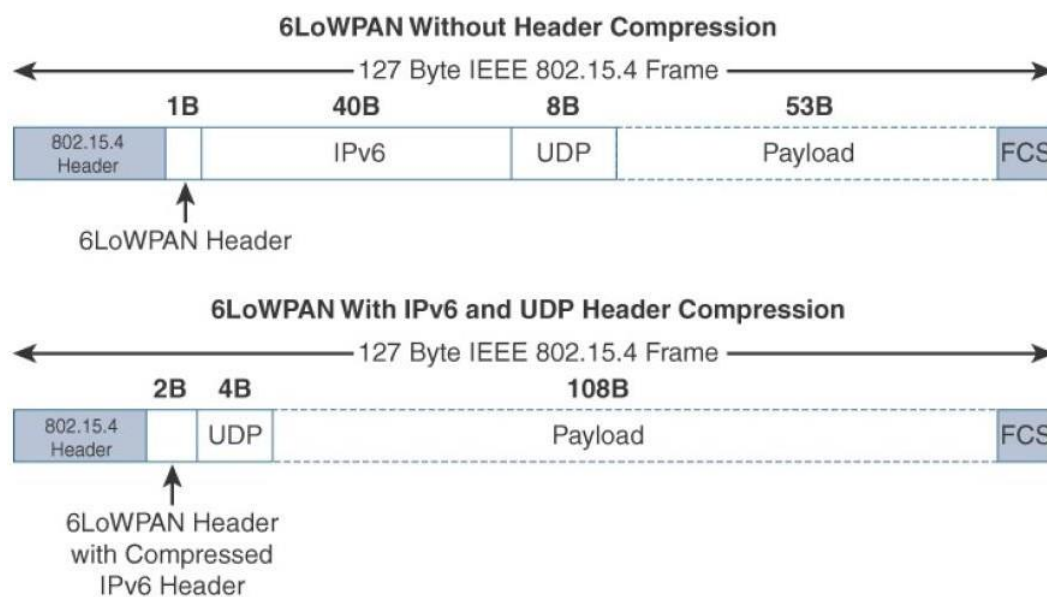 6LoWPAN Without Header Compression
127 Byte IEEE 802.15.4 Frame
1B 40B 8B 53B
802.15.4
Header
IPv6 UDP Payload FCS
6LoWPAN Header
6LoWPAN With IPv6 and UDP Header Compression
127 Byte IEEE 802.15.4 Frame
2B 4B 108B
802.15.4
Header
UDP Payload FCS
6LoWPAN Header
with Compressed
IPv6 Header